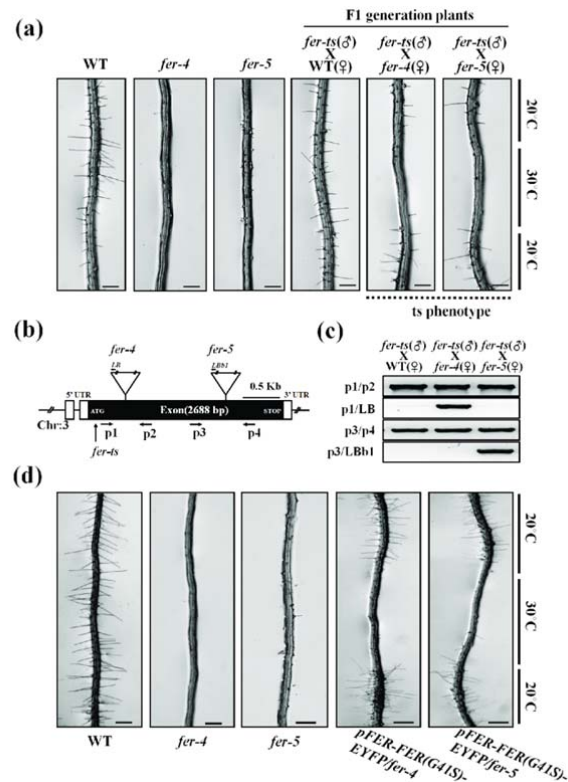 (a)
F1 generation plants
WT
fer-4
fer-5
fer-ts(♂)
X
WT(♀)
fer-ts(♂)
X
fer-4(♀)
fer-ts(♂)
X
fer-5(♀)
20°C
30°C
20°C
ts phenotype
(b)
fer-4
LB
fer-5
LBb1
0.5 Kb
5' UTR
3' UTR
ATG
Exon(2688 bp)
STOP
Chr:3
p1
p2
p3
p4
fer-ts
(c)
fer-ts(♂)
X
WT(♀)
fer-ts(♂)
X
fer-4(♀)
fer-ts(♂)
X
fer-5(♀)
p1/p2
p1/LB
p3/p4
p3/LBb1
(d)
20°C
30°C
20°C
WT
fer-4
fer-5
pFER-FER(G41S)-
EYFP/fer-4
pFER-FER(G41S)-
EYFP/fer-5